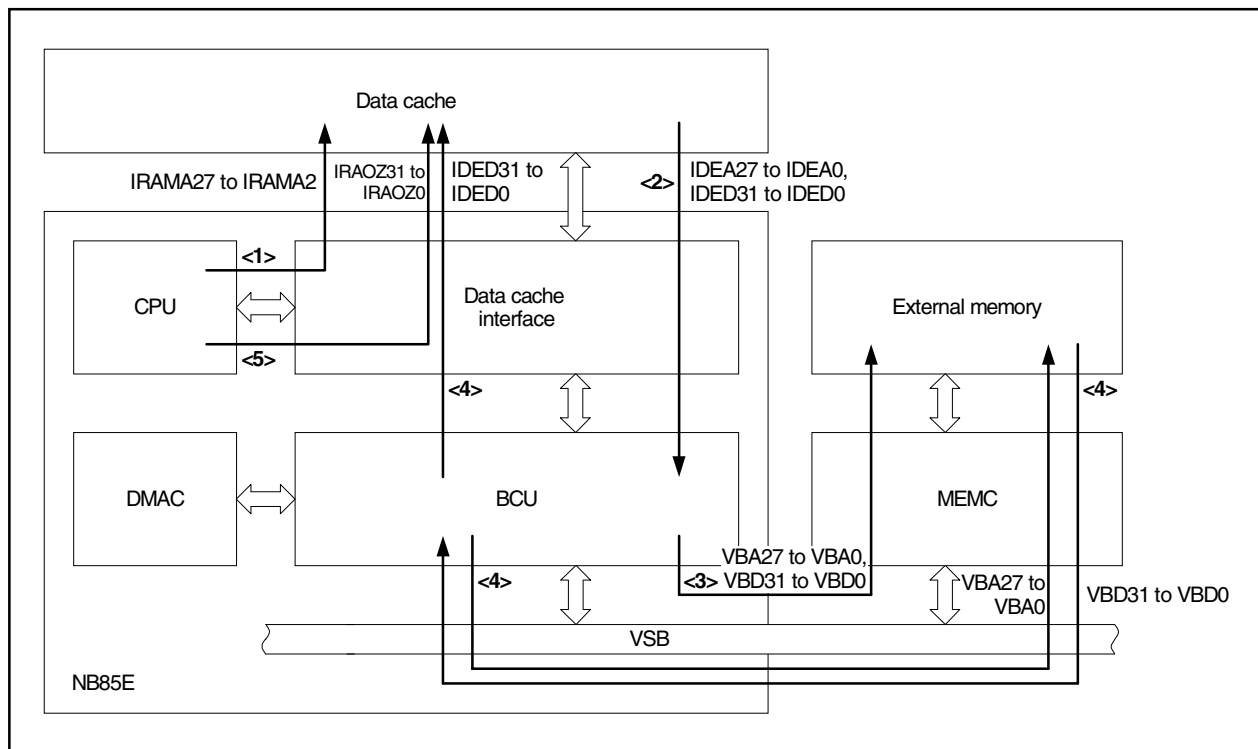 Data cache
IRAMA27 to IRAMA2
IRAOZ31 to
IRAOZ0
IDED31 to
IDED0
<2>
IDEA27 to IDEA0,
IDED31 to IDED0
<1>
CPU
<5>
Data cache
interface
External memory
<4>
<4>
DMAC
BCU
MEMC
<4>
<3>
VBA27 to VBA0,
VBD31 to VBD0
VBA27 to
VBA0
VBD31 to VBD0
VSB
NB85E